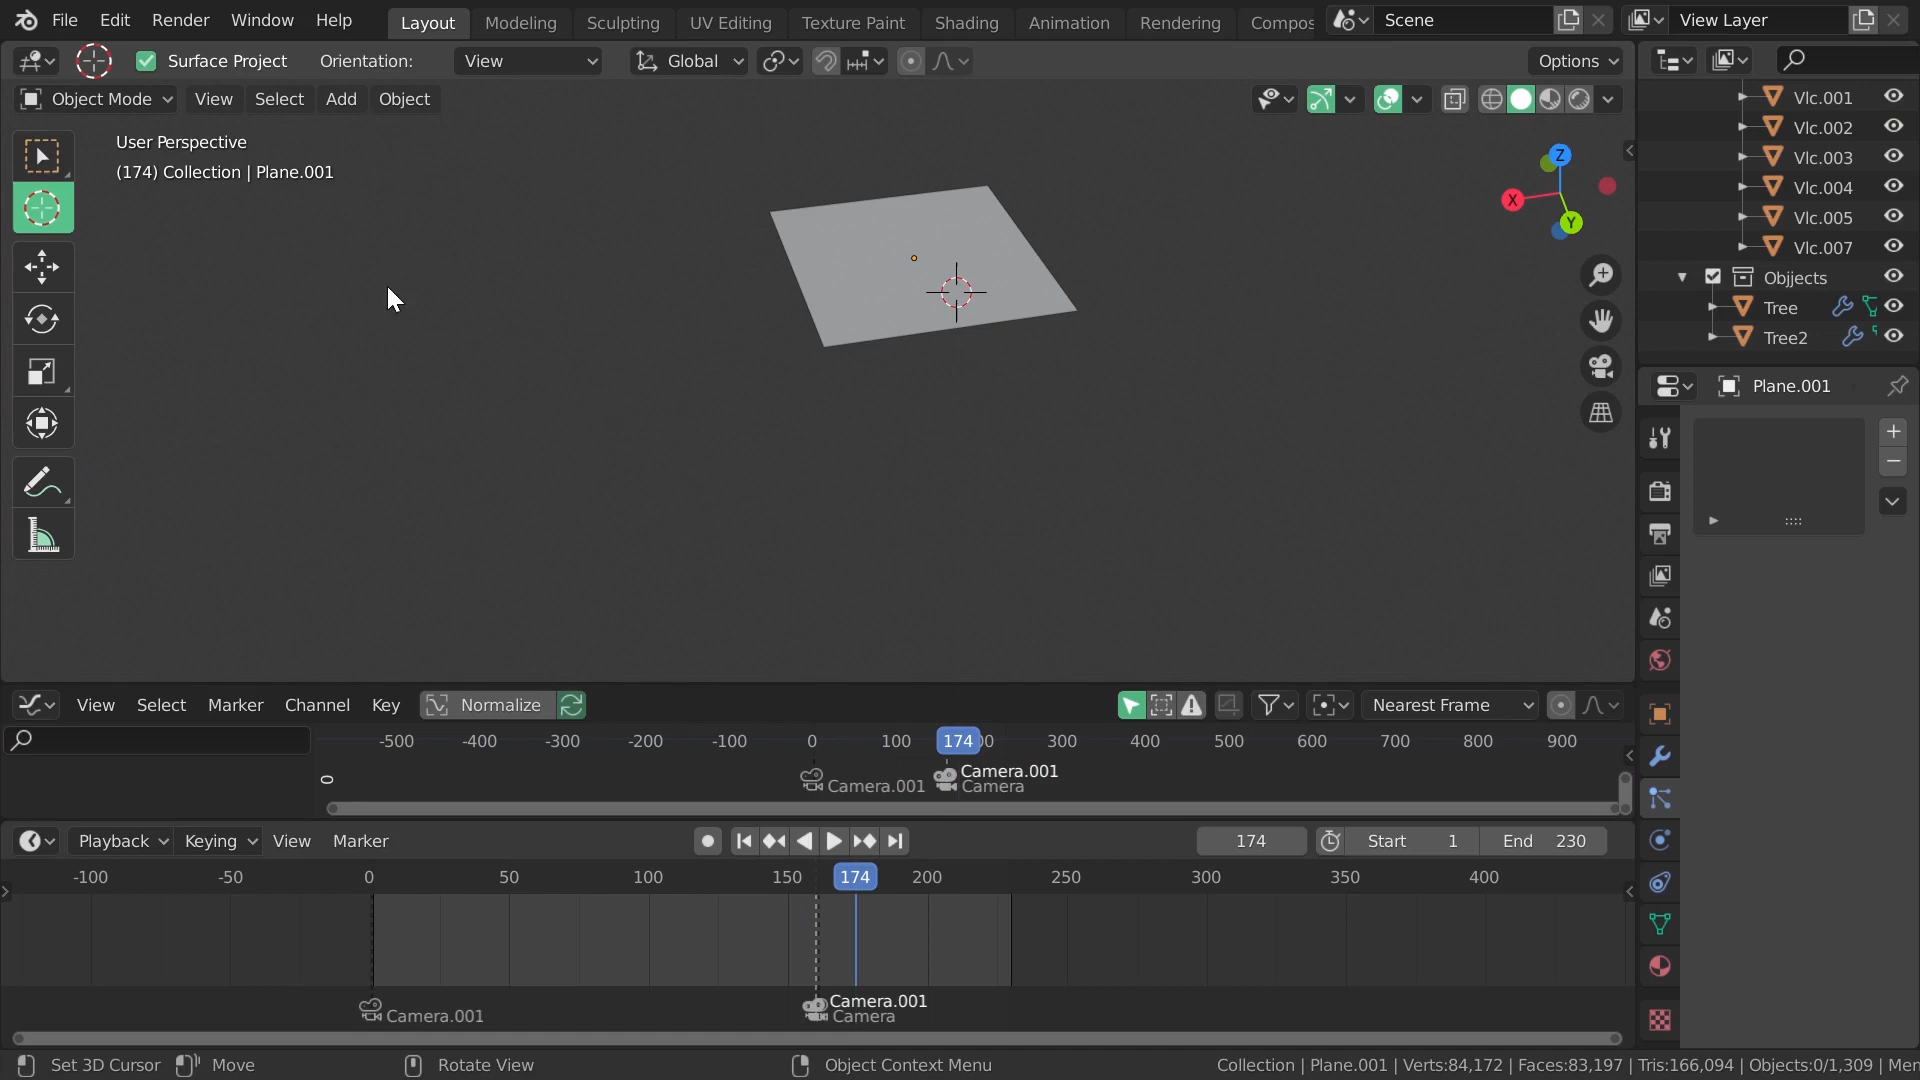 File Edit Render Window Help Layout Modeling Sculpting UV Editing Texture Paint Shading Animation Rendering Compos Scene View Layer
Surface Project Orientation: View Global Options
Object Mode View Select Add Object
User Perspective
(174) Collection | Plane.001
Z
X
Y
Vlc.001
Vlc.002
Vlc.003
Vlc.004
Vlc.005
Vlc.007
Objjects
Tree
Tree2
Plane.001
View Select Marker Channel Key Normalize Nearest Frame
-500 -400 -300 -200 -100 0 100 174 300 400 500 600 700 800 900
0
Camera.001
Camera.001 Camera
Playback Keying View Marker 174 Start 1 End 230
-100 -50 0 50 100 150 174 200 250 300 350 400
Camera.001
Camera.001 Camera
Set 3D Cursor Move Rotate View Object Context Menu Collection | Plane.001 | Verts:84,172 | Faces:83,197 | Tris:166,094 | Objects:0/1,309 | Mer